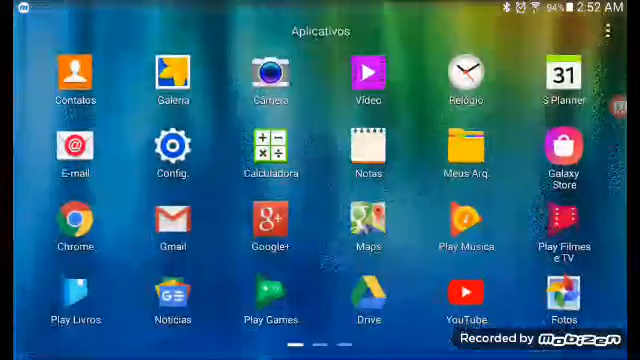 94% 2:52 AM
Aplicativos
Contatos Galeria Câmera Vídeo Relógio S Planner
31
E-mail Config. Calculadora Notas Meus Arq. Galaxy Store
Chrome Gmail Google+ Maps Play Música Play Filmes e TV
Play Livros Notícias Play Games Drive YouTube Fotos
Recorded by mobizen